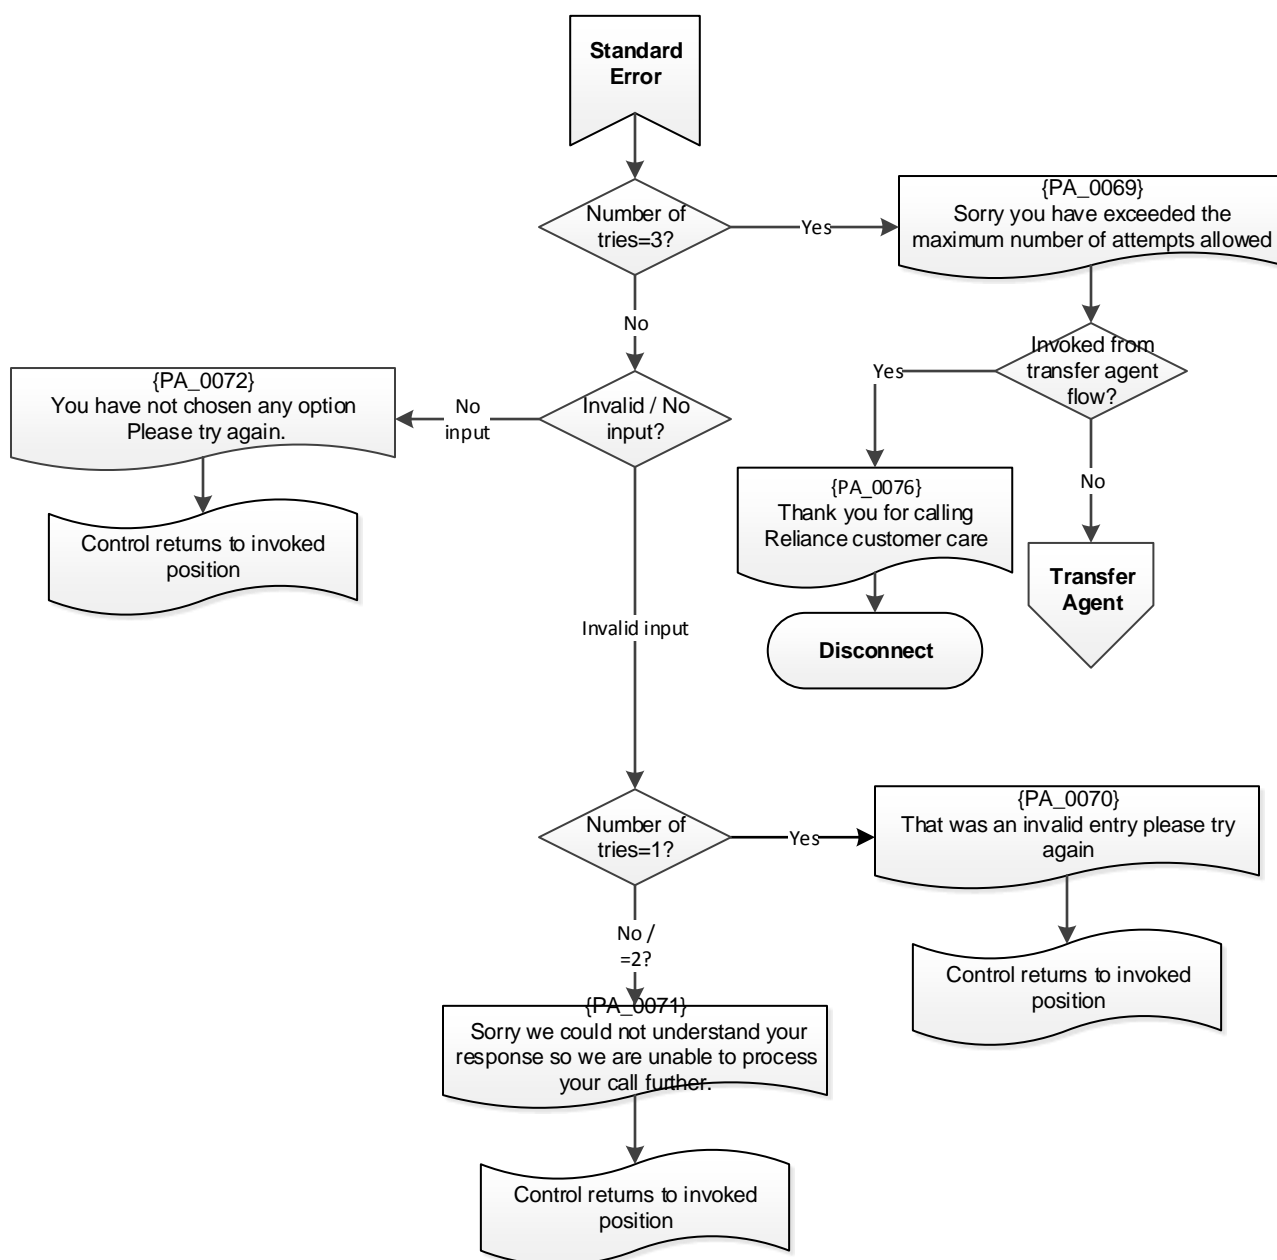 Standard
Error
Number of
tries=3?
Yes
{PA_0069}
Sorry you have exceeded the
maximum number of attempts allowed
No
Invoked from
transfer agent
flow?
Yes
{PA_0072}
You have not chosen any option
Please try again.
No
input
Invalid / No
input?
{PA_0076}
Thank you for calling
Reliance customer care
No
Control returns to invoked
position
Transfer
Agent
Invalid input
Disconnect
Number of
tries=1?
Yes
{PA_0070}
That was an invalid entry please try
again
No /
=2?
Control returns to invoked
position
{PA_0071}
Sorry we could not understand your
response so we are unable to process
your call further.
Control returns to invoked
position